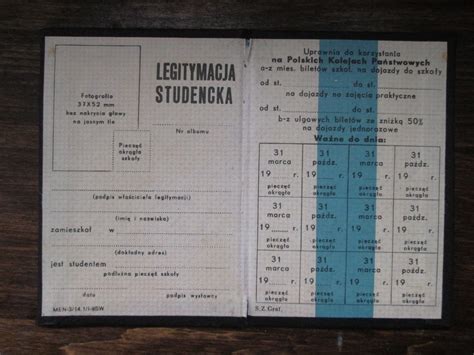 LEGITYMACJA
STUDENCKA
Fotografia
31X52 mm
bez nakrycia głowy
na jasnym tle
Nr albumu
Pieczęć
okrągła
szkoły
(podpis właściciela legitymacji)
(imię i nazwisko)
zamieszkał w
(dokładny adres)
jest studentem
podłużna pieczęć szkoły
data podpis wystawcy
Uprawnia do korzystania
na Polskich Kolejach Państwowych
a-z mies. biletów szkol. na dojazdy do szkoły
od st. do st.
na dojazdy na zajęcia praktyczne
od st. do st.
b-z ulgowych biletów ze zniżką 50%
na dojazdy jednorazowe
Ważne do dnia:
31 31 31 31
marca paźdz. marca paźdz.
19 r. 19 r. 19 r. 19 r.
pieczęć pieczęć pieczęć pieczęć
okrągła okrągła okrągła okrągła
31 31 31 31
marca paźdz. marca paźdz.
19 r. 19 r. 19 r. 19 r.
pieczęć pieczęć pieczęć pieczęć
okrągła okrągła okrągła okrągła
31 31 31 31
marca paźdz. marca paźdz.
19 r. 19 r. 19 r. 19 r.
pieczęć pieczęć pieczęć pieczęć
okrągła okrągła okrągła okrągła
S. Z. Graf.